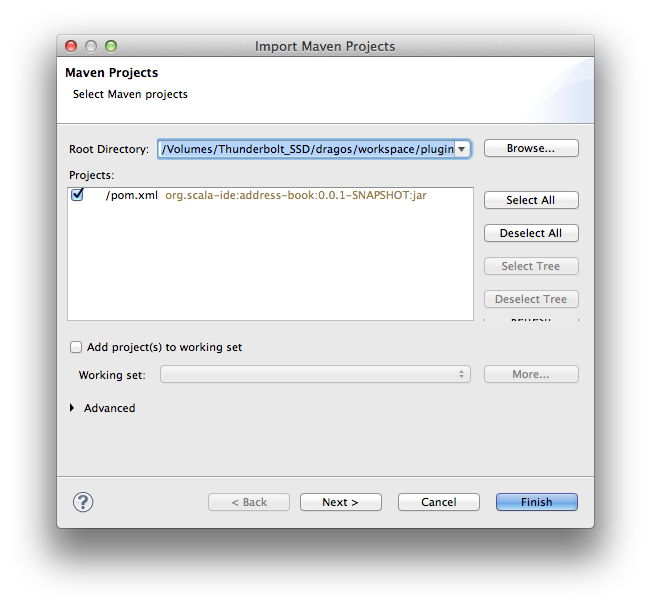 Import Maven Projects
Maven Projects
Select Maven projects
Root Directory: /Volumes/Thunderbolt_SSD/dragos/workspace/plugin Browse...
Projects:
/pom.xml org.scala-ide:address-book:0.0.1-SNAPSHOT:jar
Select All
Deselect All
Select Tree
Deselect Tree
Add project(s) to working set
Working set: More...
Advanced
? < Back Next > Cancel Finish